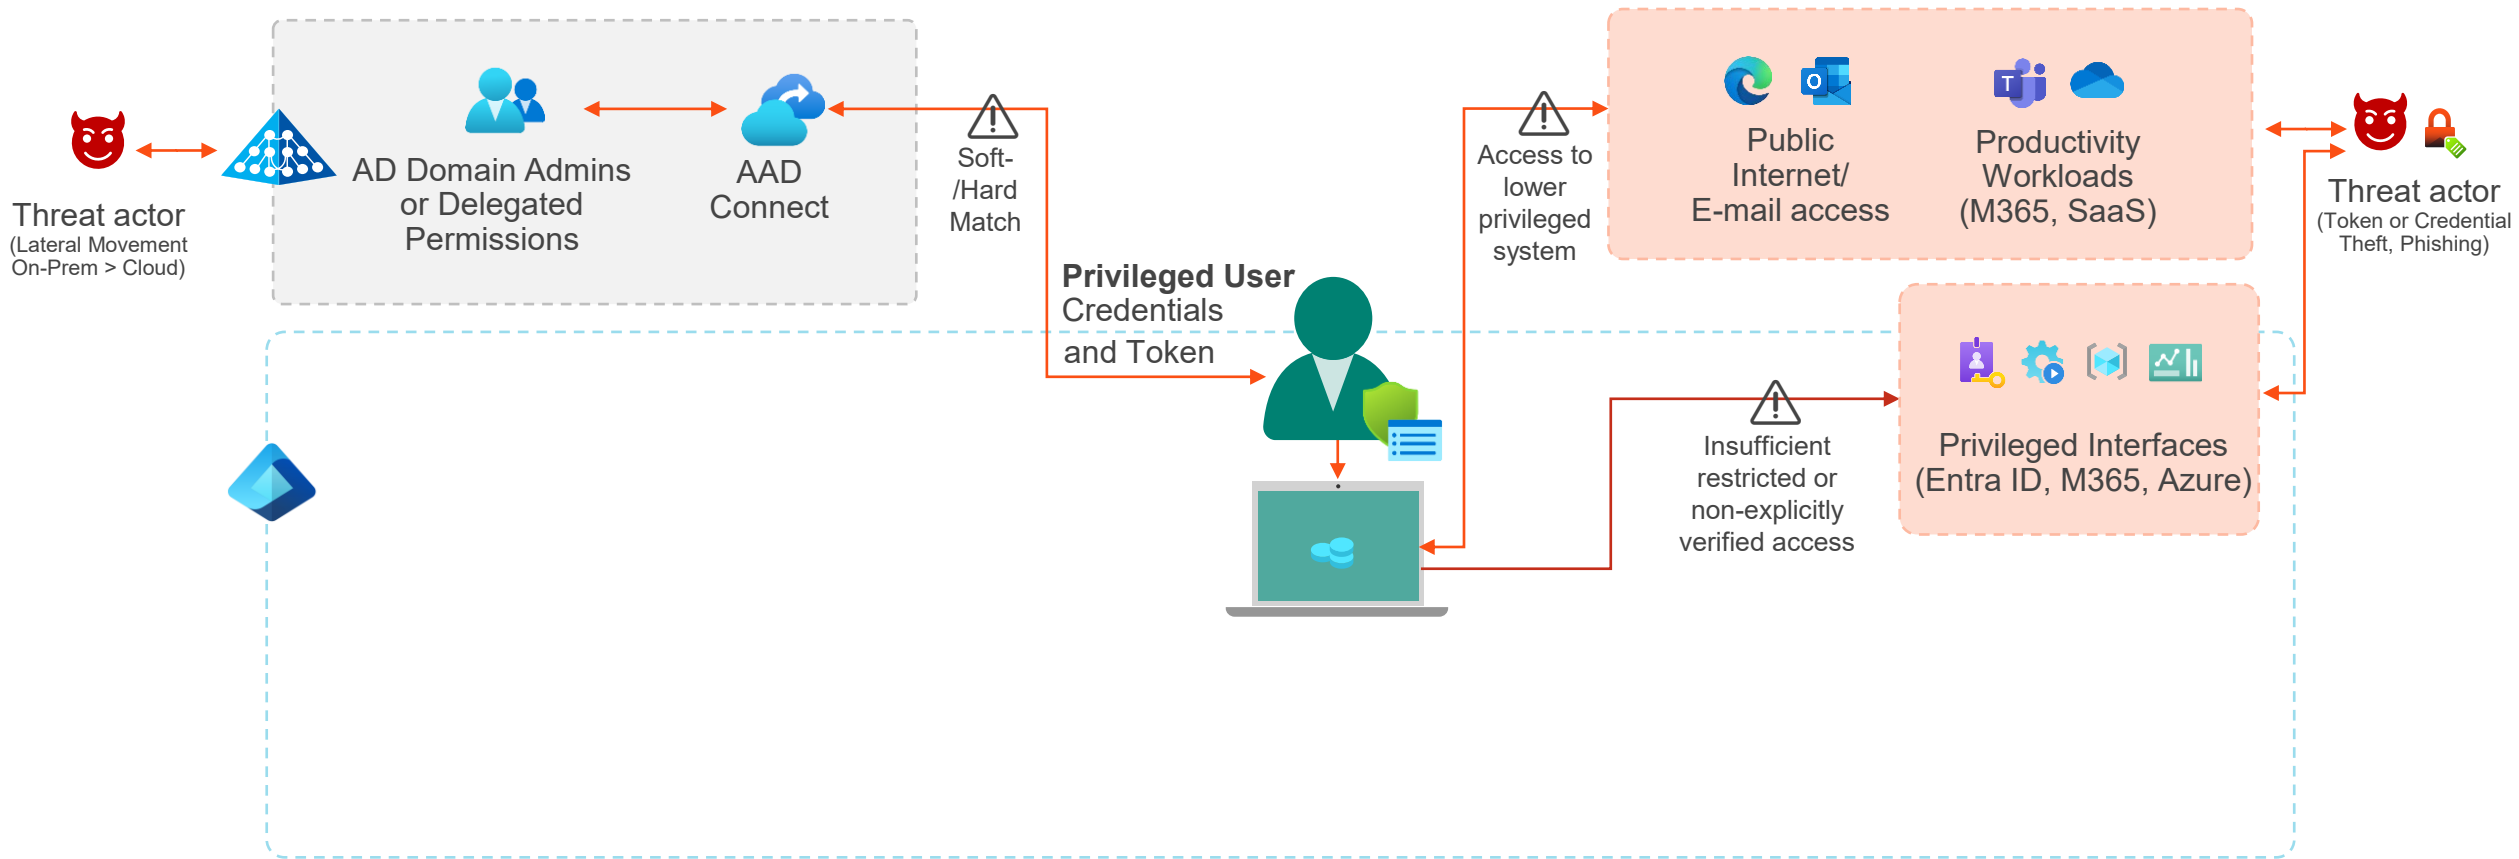 Threat actor
(Lateral Movement
On-Prem > Cloud)
AD Domain Admins
or Delegated
Permissions
AAD
Connect
Soft-
/Hard
Match
Privileged User
Credentials
and Token
Access to
lower
privileged
system
Public
Internet/
E-mail access
Productivity
Workloads
(M365, SaaS)
Threat actor
(Token or Credential
Theft, Phishing)
Insufficient
restricted or
non-explicitly
verified access
Privileged Interfaces
(Entra ID, M365, Azure)